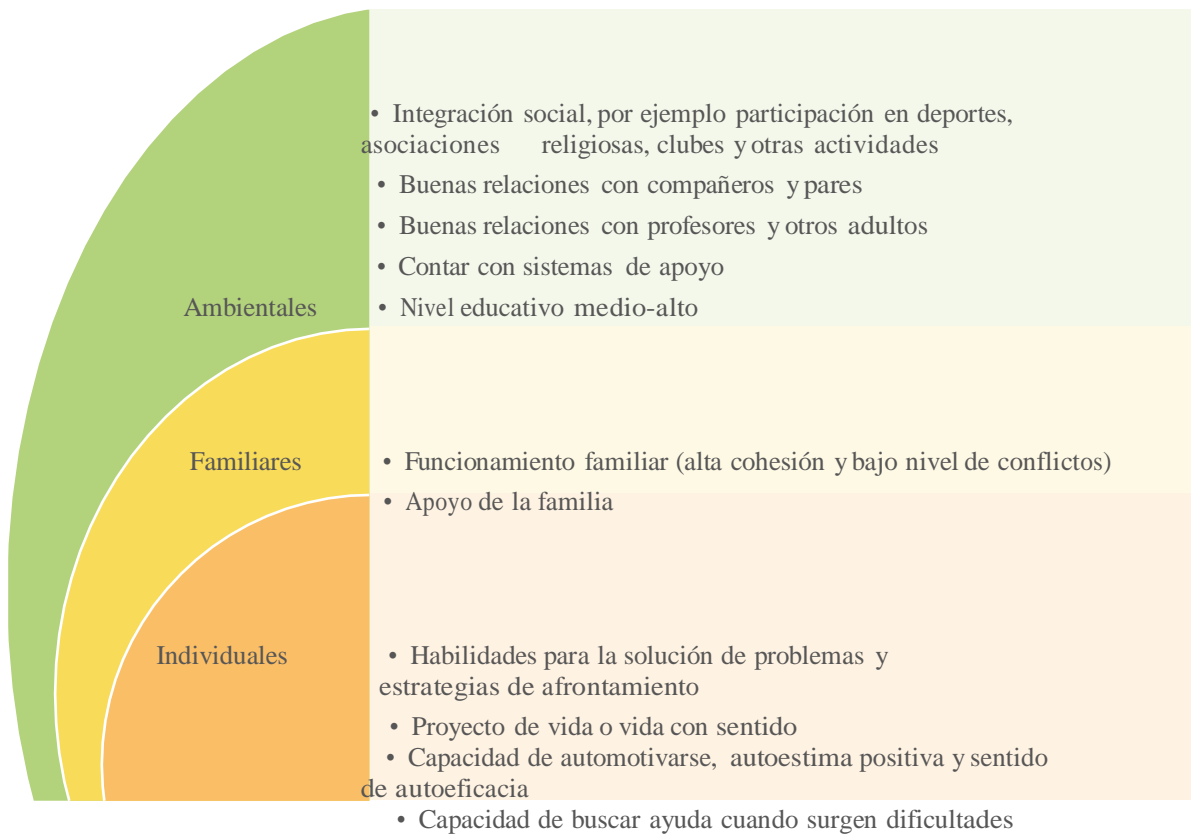 • Integración social, por ejemplo participación en deportes,
asociaciones religiosas, clubes y otras actividades
• Buenas relaciones con compañeros y pares
• Buenas relaciones con profesores y otros adultos
• Contar con sistemas de apoyo
Ambientales
• Nivel educativo medio-alto
Familiares
• Funcionamiento familiar (alta cohesión y bajo nivel de conflictos)
• Apoyo de la familia
Individuales
• Habilidades para la solución de problemas y
estrategias de afrontamiento
• Proyecto de vida o vida con sentido
• Capacidad de automotivarse, autoestima positiva y sentido
de autoeficacia
• Capacidad de buscar ayuda cuando surgen dificultades